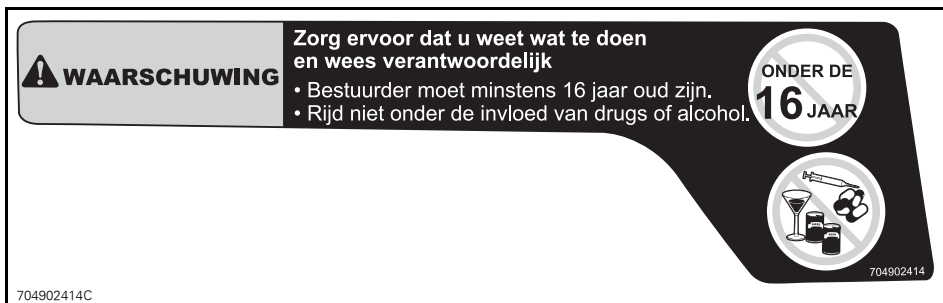 WAARSCHUWING
Zorg ervoor dat u weet wat te doen
en wees verantwoordelijk
• Bestuurder moet minstens 16 jaar oud zijn.
• Rijd niet onder de invloed van drugs of alcohol.
ONDER DE
16 JAAR
704902414
704902414C